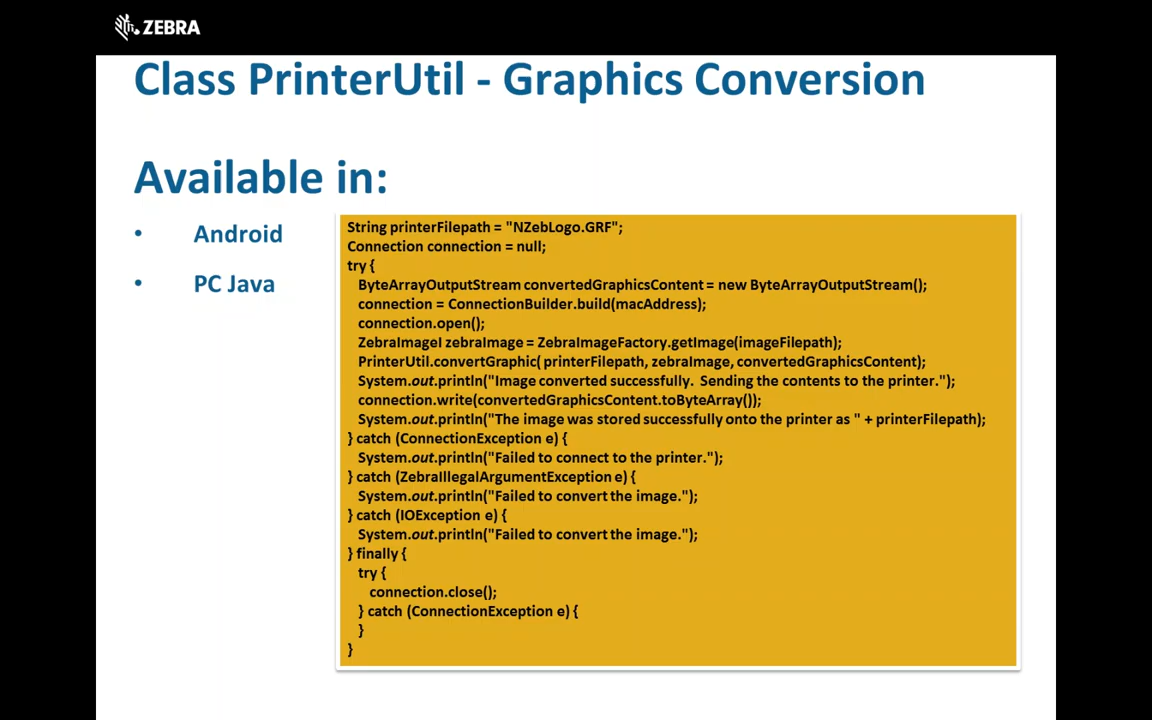 ZEBRA
Class PrinterUtil - Graphics Conversion
Available in:
• Android
• PC Java
String printerFilepath = "NZebLogo.GRF";
Connection connection = null;
try {
ByteArrayOutputStream convertedGraphicsContent = new ByteArrayOutputStream();
connection = ConnectionBuilder.build(macAddress);
connection.open();
ZebraImageI zebraImage = ZebraImageFactory.getImage(imageFilepath);
PrinterUtil.convertGraphic( printerFilepath, zebraImage, convertedGraphicsContent);
System.out.println("Image converted successfully.  Sending the contents to the printer.");
connection.write(convertedGraphicsContent.toByteArray());
System.out.println("The image was stored successfully onto the printer as " + printerFilepath);
} catch (ConnectionException e) {
System.out.println("Failed to connect to the printer.");
} catch (ZebraIllegalArgumentException e) {
System.out.println("Failed to convert the image.");
} catch (IOException e) {
System.out.println("Failed to convert the image.");
} finally {
try {
connection.close();
} catch (ConnectionException e) {
}
}